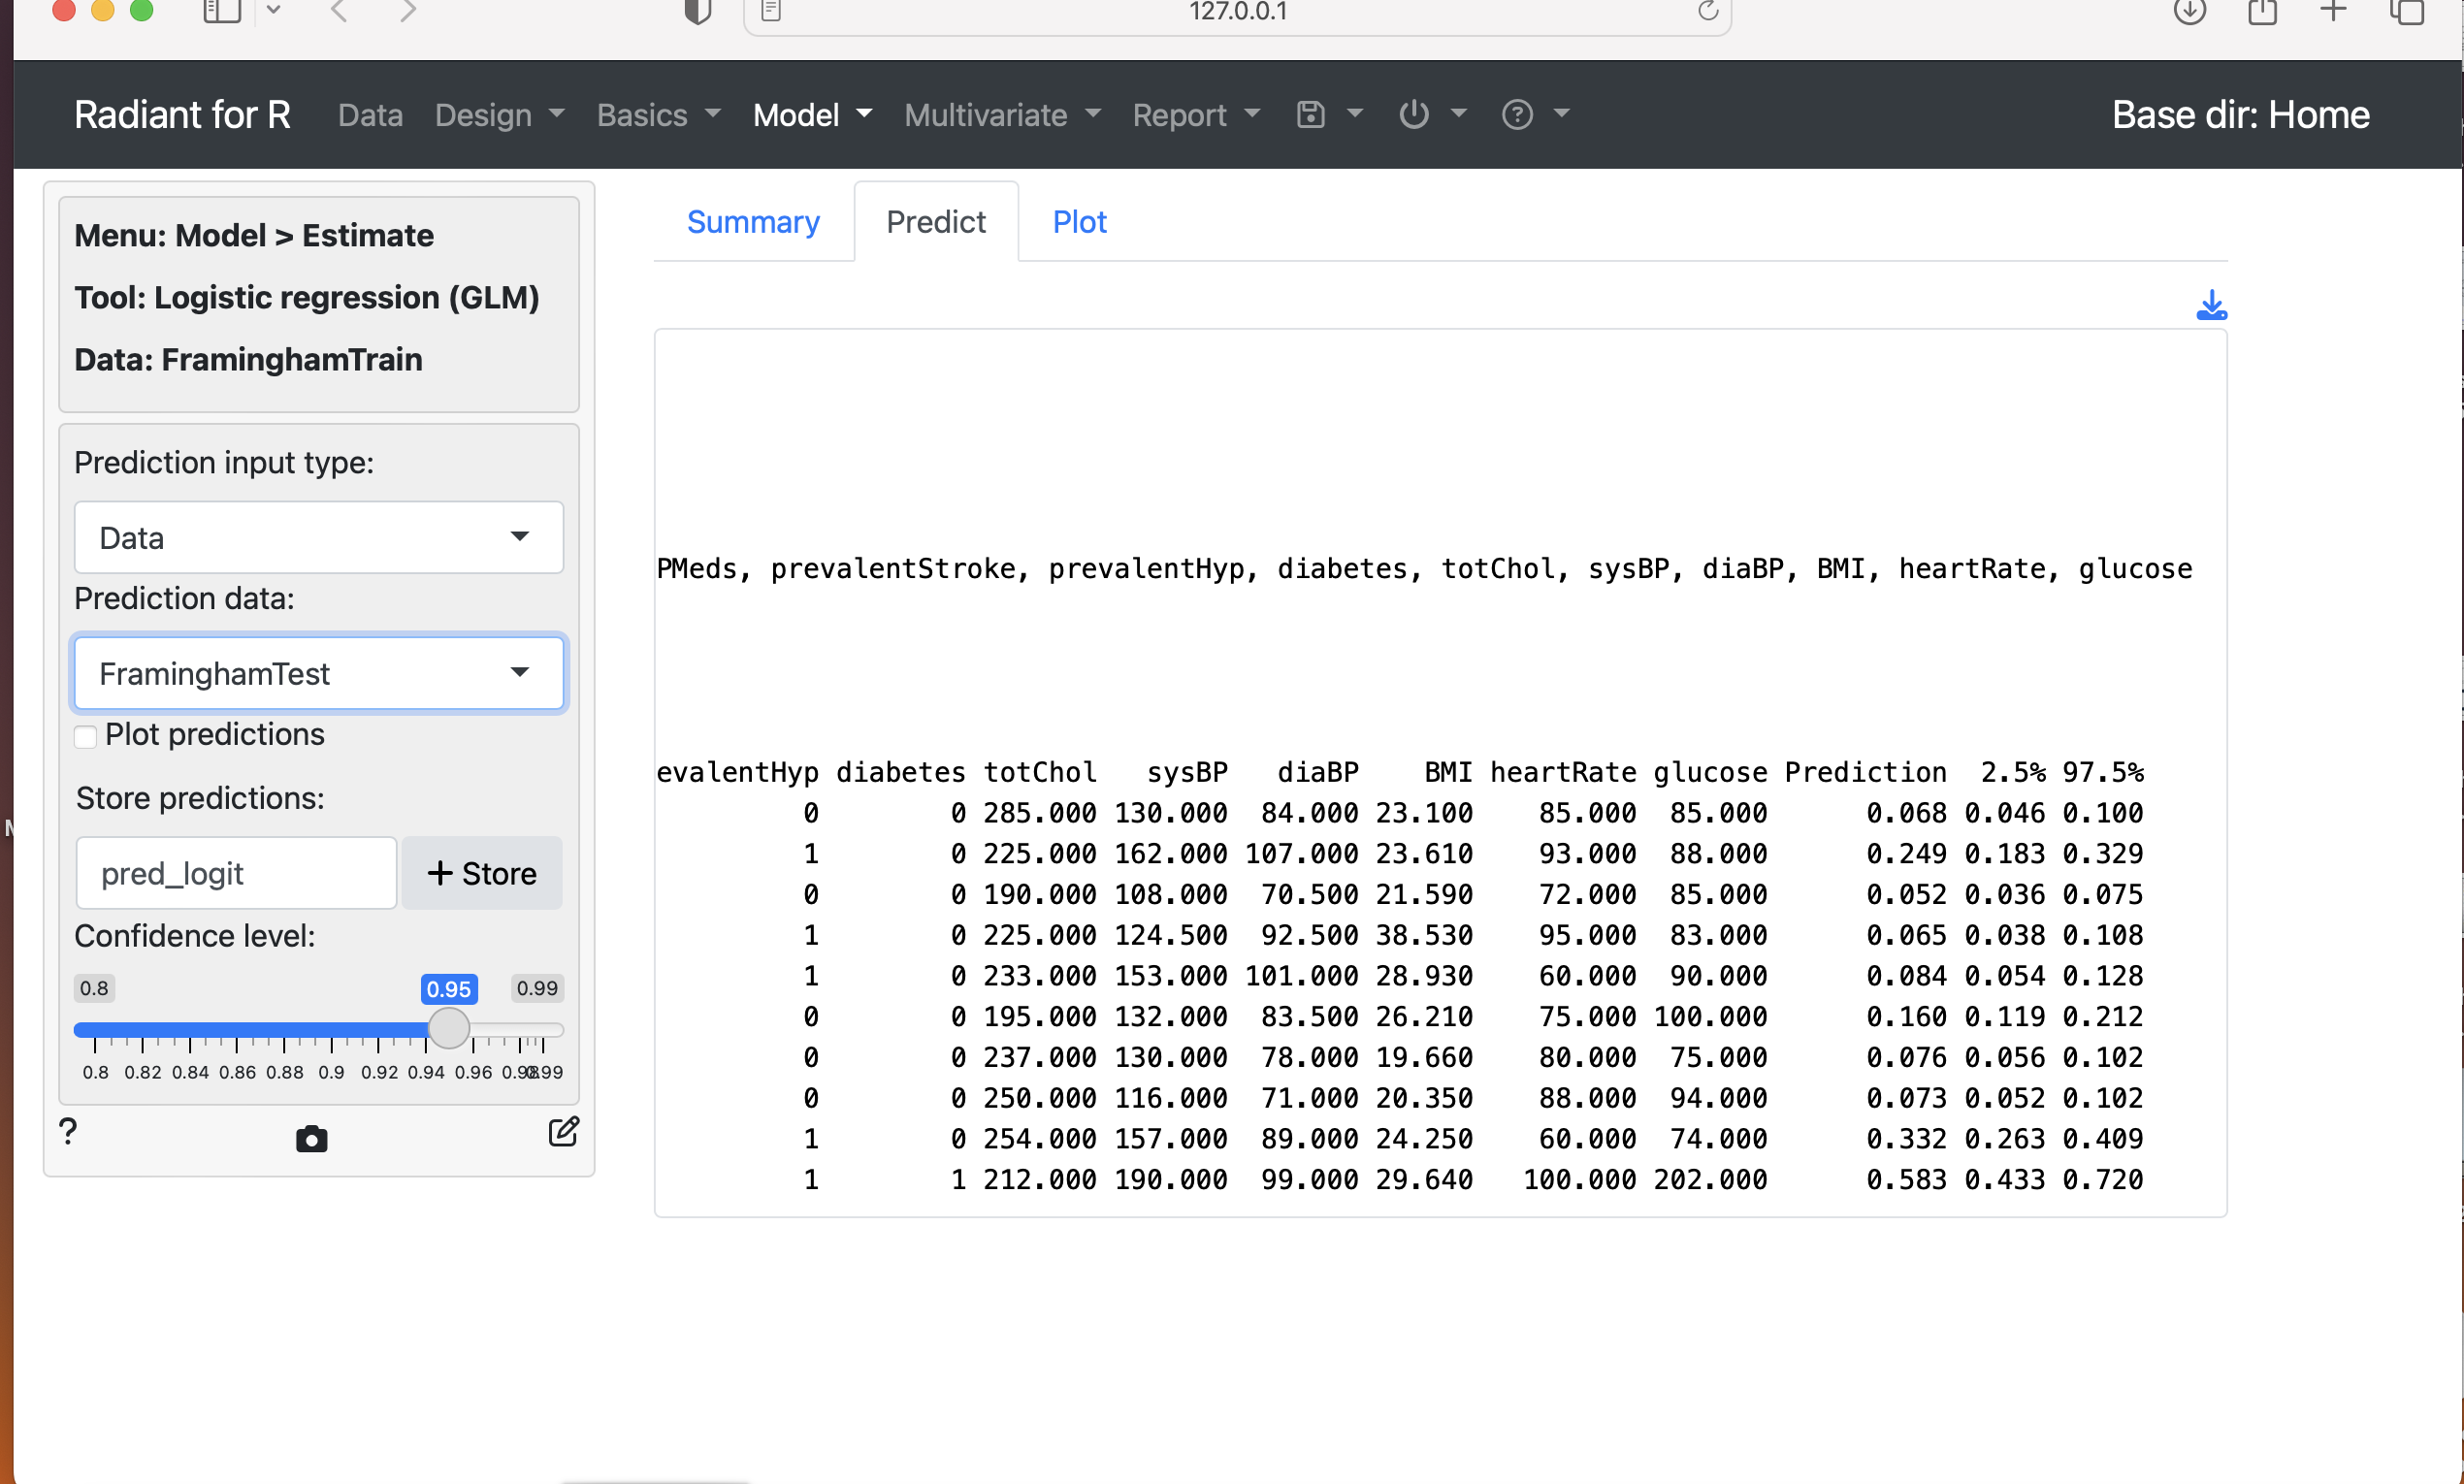 127.0.0.1
Radiant for R Data Design Basics Model Multivariate Report Base dir: Home
Menu: Model > Estimate
Tool: Logistic regression (GLM)
Data: FraminghamTrain
Prediction input type:
Data
Prediction data:
FraminghamTest
Plot predictions
Store predictions:
pred_logit + Store
Confidence level:
0.8 0.95 0.99
0.8 0.82 0.84 0.86 0.88 0.9 0.92 0.94 0.96 0.98 0.99
?
Summary Predict Plot
PMeds, prevalentStroke, prevalentHyp, diabetes, totChol, sysBP, diaBP, BMI, heartRate, glucose
evalentHyp diabetes totChol sysBP diaBP BMI heartRate glucose Prediction 2.5% 97.5%
0 0 285.000 130.000 84.000 23.100 85.000 85.000 0.068 0.046 0.100
1 0 225.000 162.000 107.000 23.610 93.000 88.000 0.249 0.183 0.329
0 0 190.000 108.000 70.500 21.590 72.000 85.000 0.052 0.036 0.075
1 0 225.000 124.500 92.500 38.530 95.000 83.000 0.065 0.038 0.108
1 0 233.000 153.000 101.000 28.930 60.000 90.000 0.084 0.054 0.128
0 0 195.000 132.000 83.500 26.210 75.000 100.000 0.160 0.119 0.212
0 0 237.000 130.000 78.000 19.660 80.000 75.000 0.076 0.056 0.102
0 0 250.000 116.000 71.000 20.350 88.000 94.000 0.073 0.052 0.102
1 0 254.000 157.000 89.000 24.250 60.000 74.000 0.332 0.263 0.409
1 1 212.000 190.000 99.000 29.640 100.000 202.000 0.583 0.433 0.720